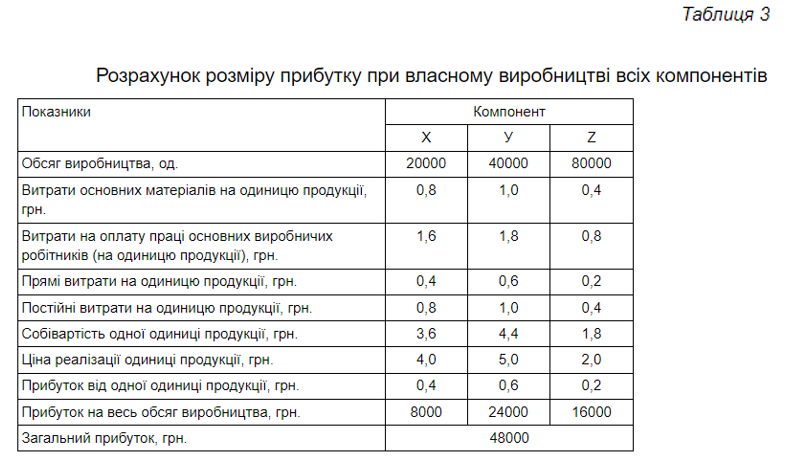 Таблиця 3
Розрахунок розміру прибутку при власному виробництві всіх компонентів
Показники Компонент
X У Z
Обсяг виробництва, од. 20000 40000 80000
Витрати основних матеріалів на одиницю продукції, грн. 0,8 1,0 0,4
Витрати на оплату праці основних виробничих робітників (на одиницю продукції), грн. 1,6 1,8 0,8
Прямі витрати на одиницю продукції, грн. 0,4 0,6 0,2
Постійні витрати на одиницю продукції, грн. 0,8 1,0 0,4
Собівартість одної одиниці продукції, грн. 3,6 4,4 1,8
Ціна реалізації одиниці продукції, грн. 4,0 5,0 2,0
Прибуток від одної одиниці продукції, грн. 0,4 0,6 0,2
Прибуток на весь обсяг виробництва, грн. 8000 24000 16000
Загальний прибуток, грн. 48000